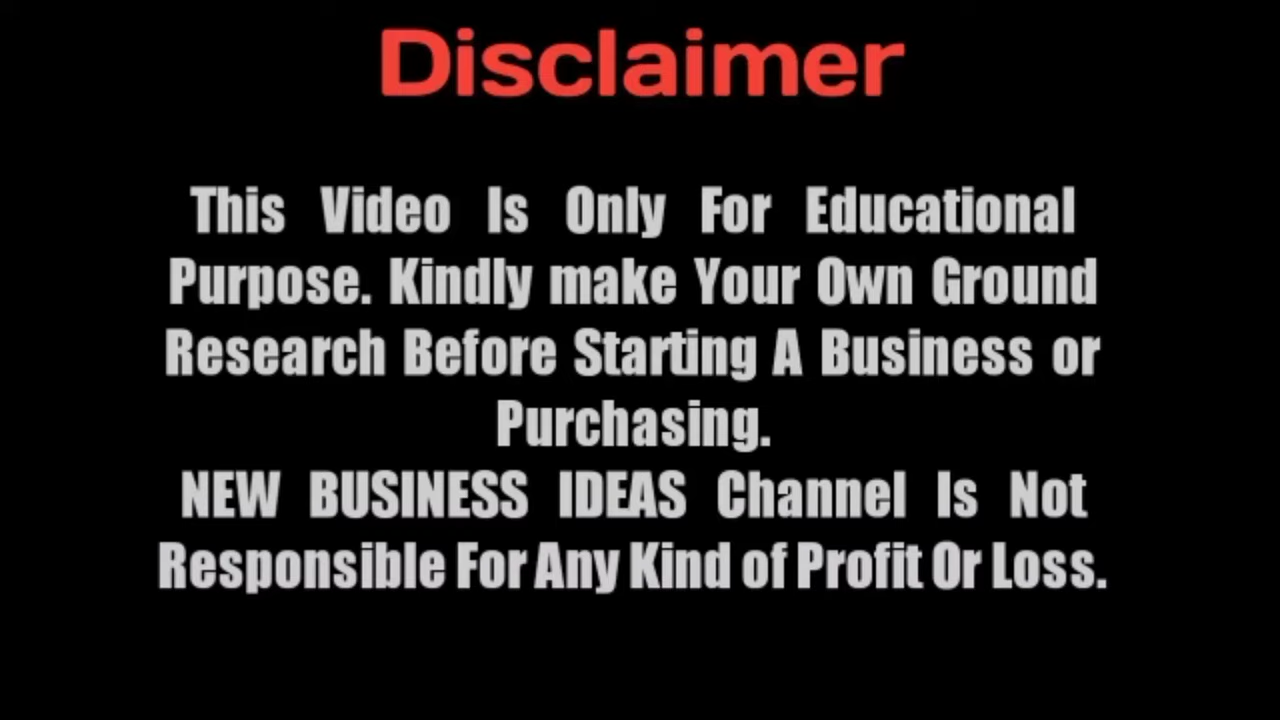 Disclaimer
This Video Is Only For Educational
Purpose. Kindly make Your Own Ground
Research Before Starting A Business or
Purchasing.
NEW BUSINESS IDEAS Channel Is Not
Responsible For Any Kind of Profit Or Loss.